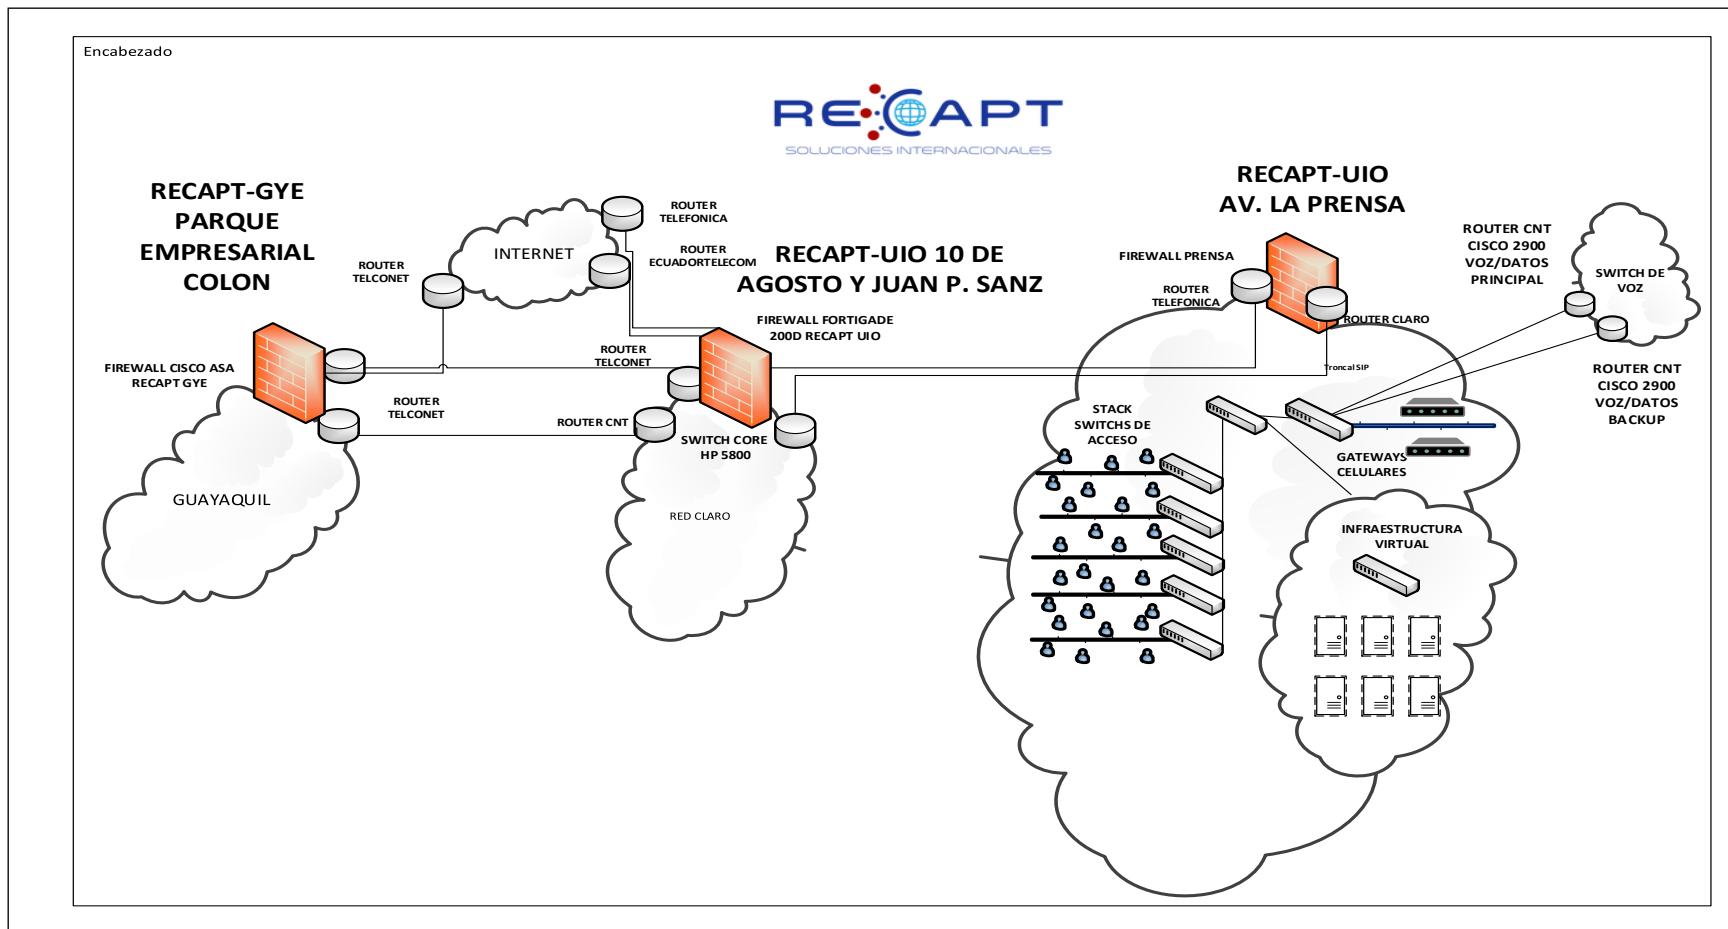 Encabezado
RECAPT
SOLUCIONES INTERNACIONALES
RECAPT-GYE
PARQUE
EMPRESARIAL
COLON
ROUTER
TELEFONICA
INTERNET
ROUTER
ECUADORTELECOM
ROUTER
TELCONET
RECAPT-UIO 10 DE
AGOSTO Y JUAN P. SANZ
RECAPT-UIO
AV. LA PRENSA
FIREWALL PRENSA
ROUTER
TELEFONICA
ROUTER CLARO
ROUTER CNT
CISCO 2900
VOZ/DATOS
PRINCIPAL
SWITCH DE
VOZ
FIREWALL FORTIGADE
200D RECAPT UIO
ROUTER
TELCONET
FIREWALL CISCO ASA
RECAPT GYE
ROUTER
TELCONET
ROUTER CNT
SWITCH CORE
HP 5800
Troncal SIP
ROUTER CNT
CISCO 2900
VOZ/DATOS
BACKUP
STACK
SWITCHS DE
ACCESO
GATEWAYS
CELULARES
GUAYAQUIL
RED CLARO
INFRAESTRUCTURA
VIRTUAL